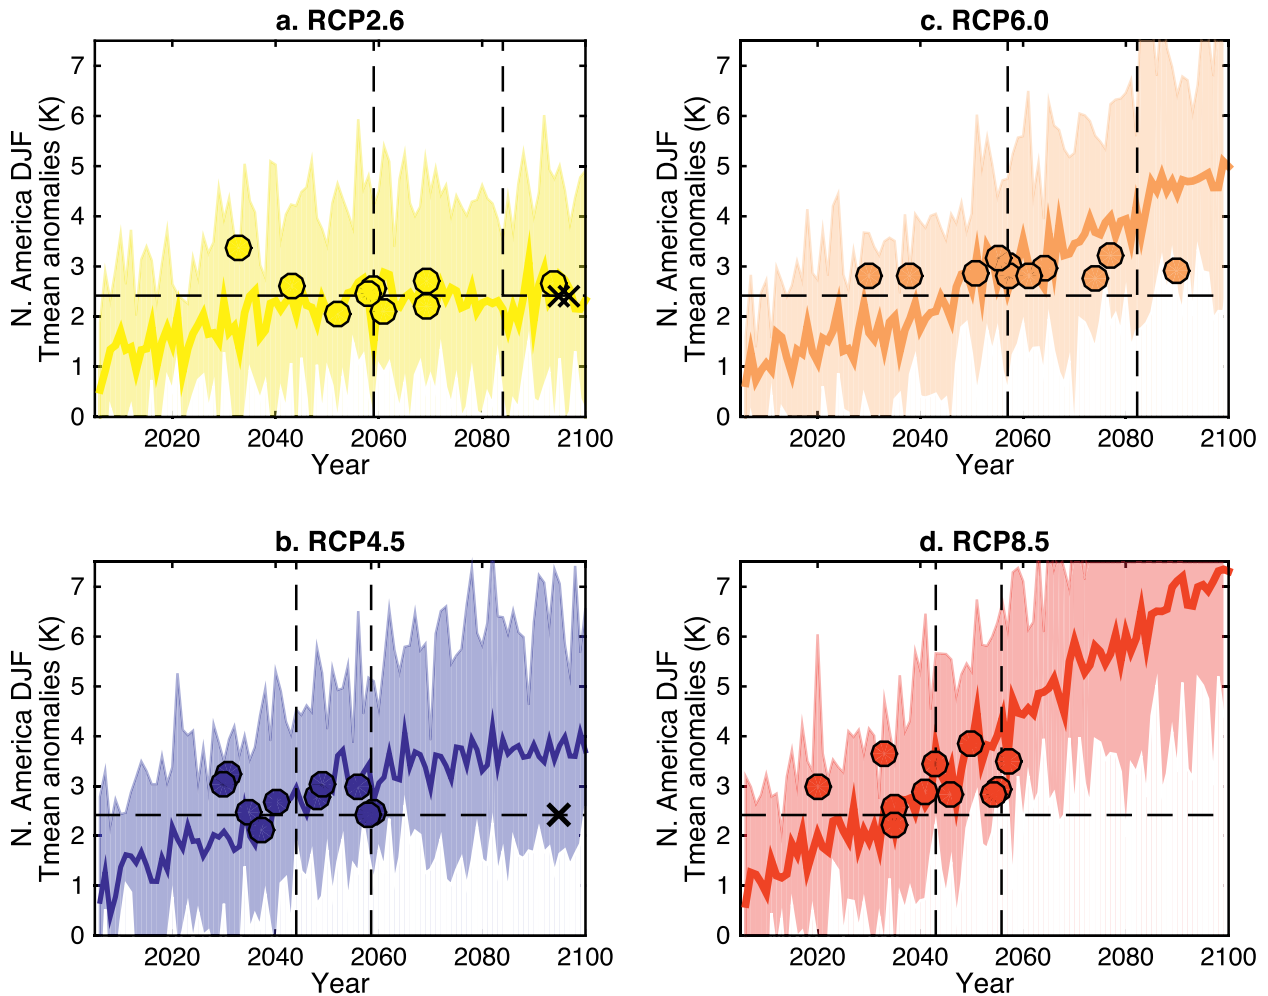 a. RCP2.6
N. America DJF
Tmean anomalies (K)
7
6
5
4
3
2
1
0
2020 2040 2060 2080 2100
Year
c. RCP6.0
N. America DJF
Tmean anomalies (K)
7
6
5
4
3
2
1
0
2020 2040 2060 2080 2100
Year
b. RCP4.5
N. America DJF
Tmean anomalies (K)
7
6
5
4
3
2
1
0
2020 2040 2060 2080 2100
Year
d. RCP8.5
N. America DJF
Tmean anomalies (K)
7
6
5
4
3
2
1
0
2020 2040 2060 2080 2100
Year